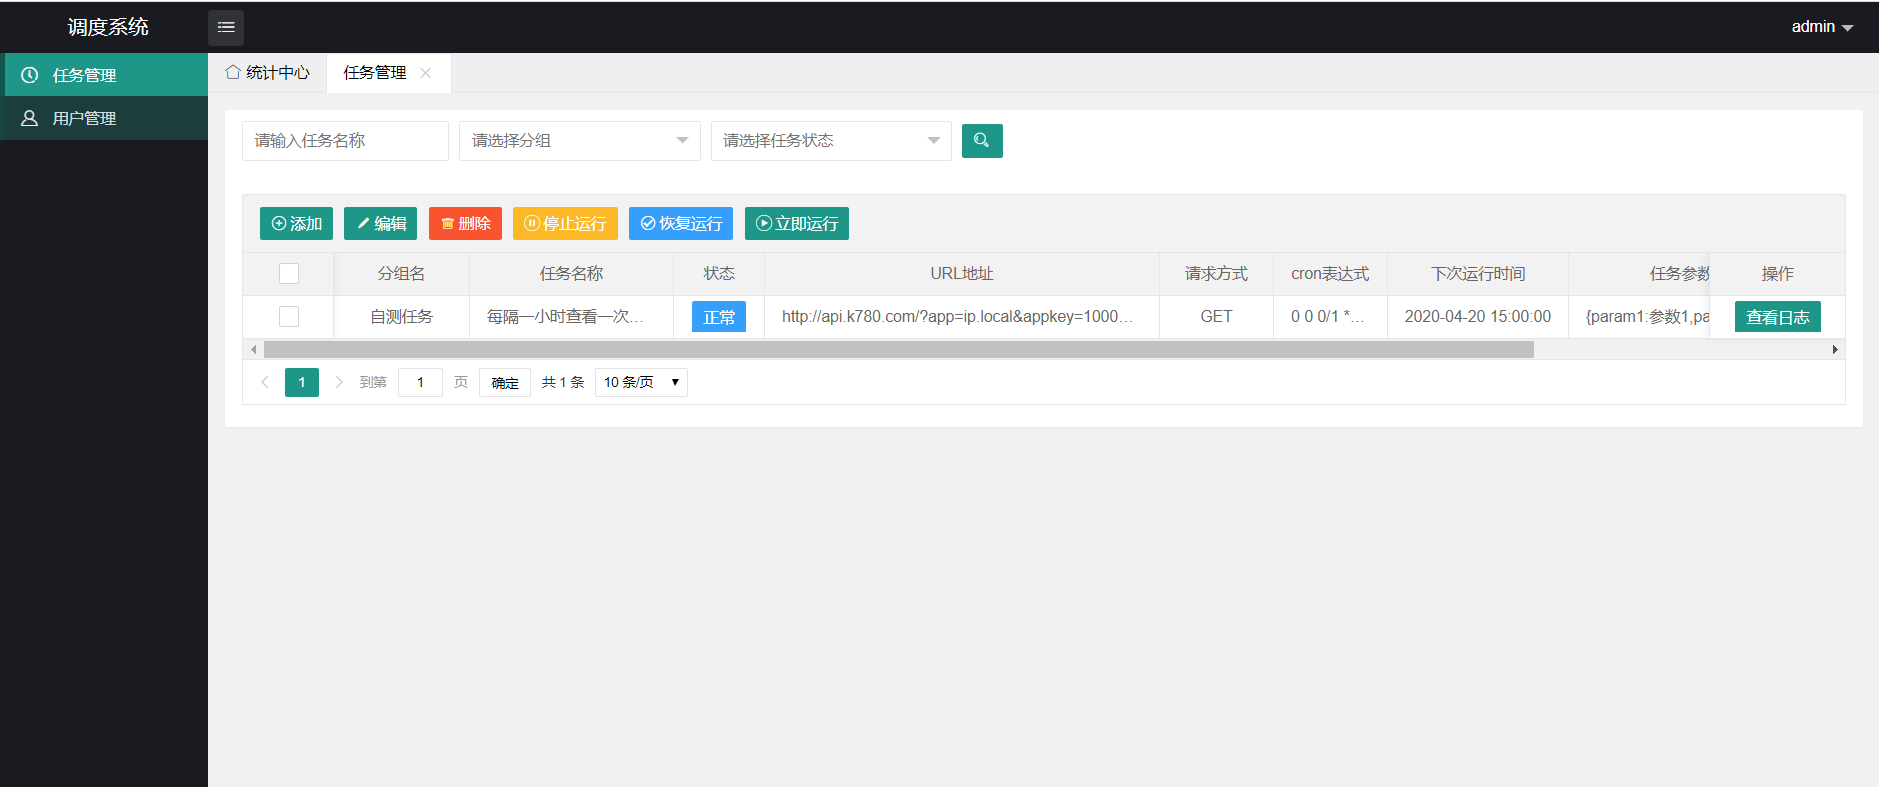 调度系统
admin
任务管理
用户管理
统计中心
任务管理
请输入任务名称
请选择分组
请选择任务状态
添加
编辑
删除
停止运行
恢复运行
立即运行
分组名
任务名称
状态
URL地址
请求方式
cron表达式
下次运行时间
任务参数
操作
自测任务
每隔一小时查看一次...
正常
http://api.k780.com/?app=ip.local&appkey=1000...
GET
0 0 0/1 *...
2020-04-20 15:00:00
{param1:参数1,pa
查看日志
1
到第
1
页
确定
共 1 条
10 条/页